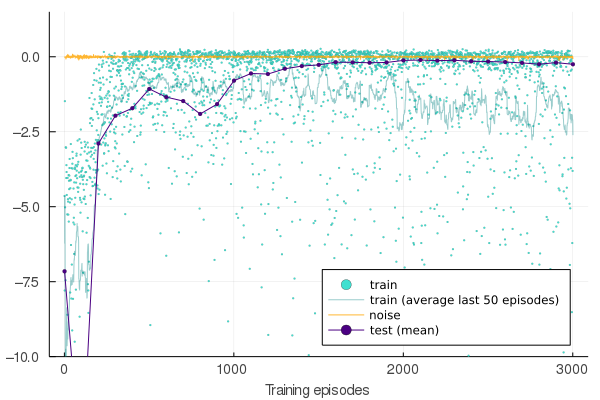 0.0
−2.5
−5.0
−7.5
−10.0
0
1000
2000
3000
Training episodes
train
train (average last 50 episodes)
noise
test (mean)